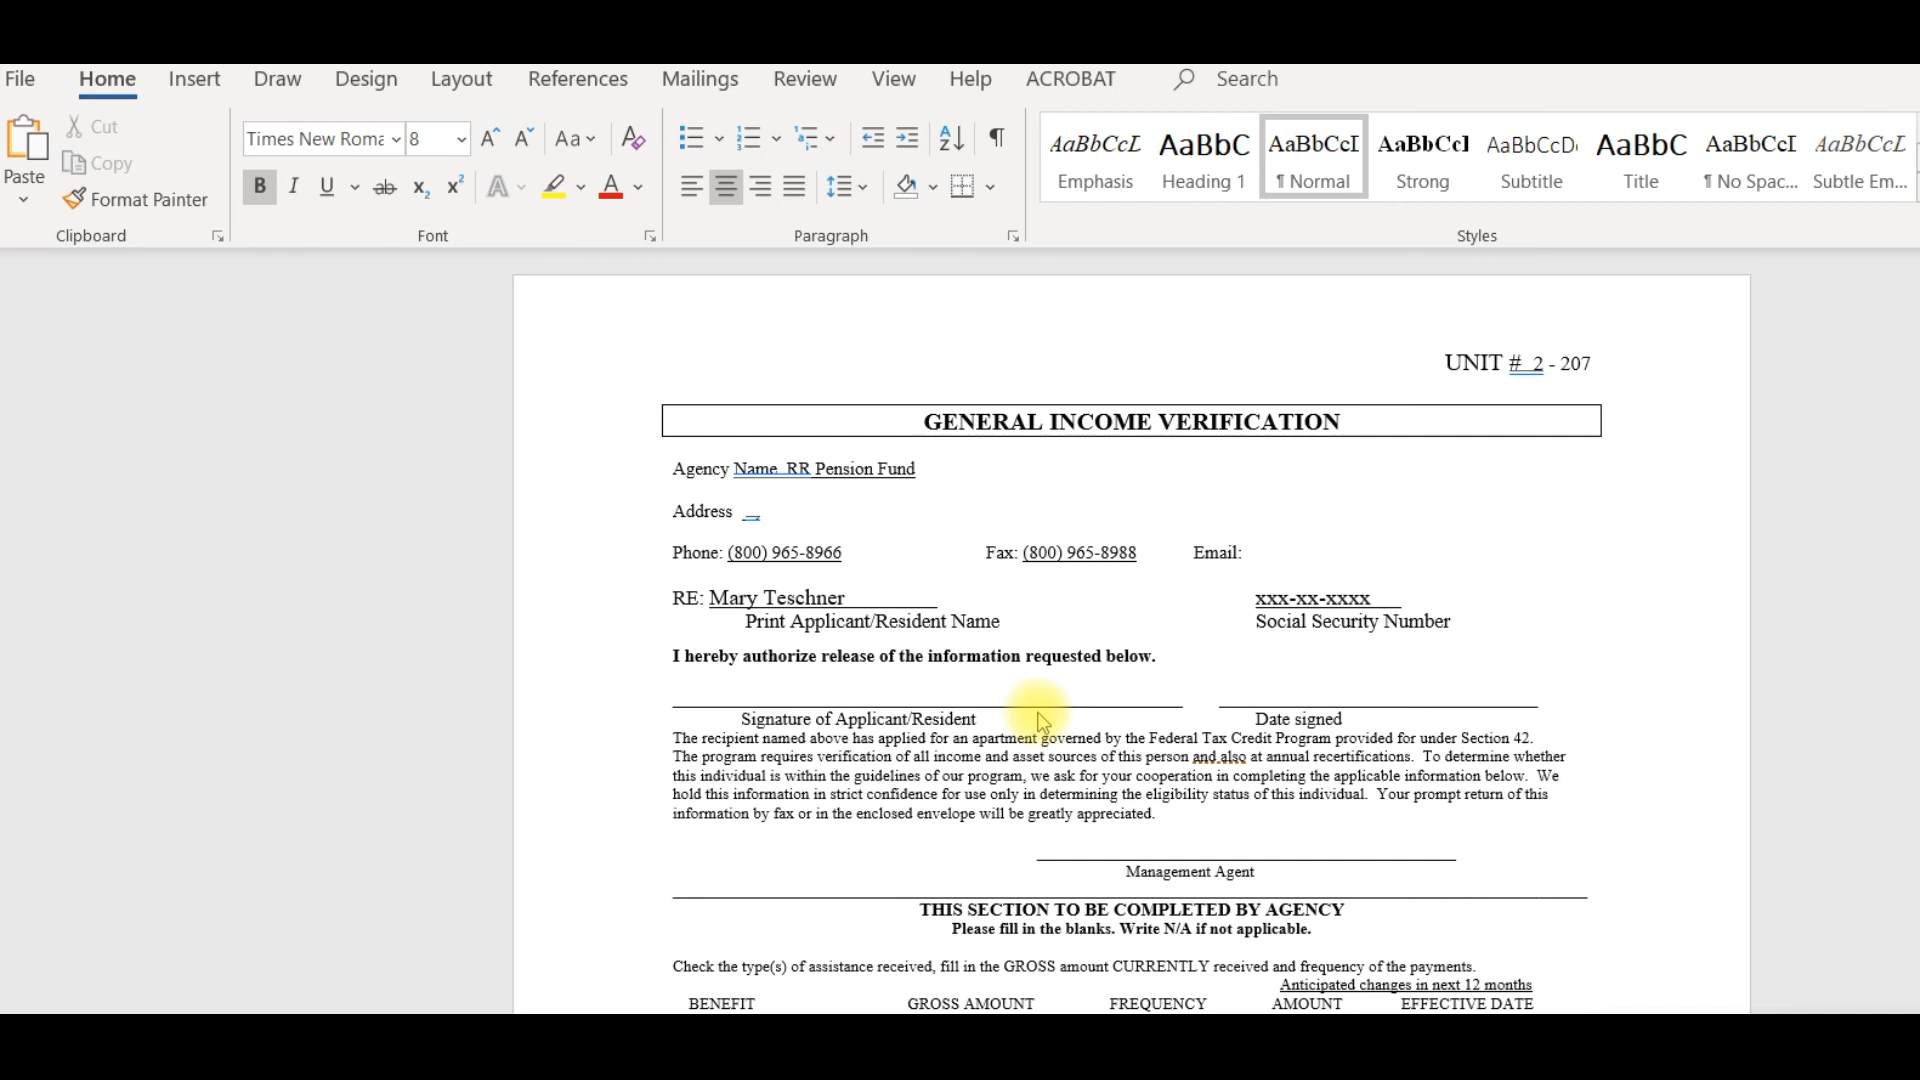 File Home Insert Draw Design Layout References Mailings Review View Help ACROBAT Search
Paste Cut Copy Format Painter Clipboard
Times New Roma 8 Aa
B I U ab x₂ x² A A
Font
Paragraph
AaBbCcL AaBbC AaBbCcI AaBbCcI AaBbCcD AaBbC AaBbCcI AaBbCcL
Emphasis Heading 1 ¶ Normal Strong Subtitle Title ¶ No Spac... Subtle Em...
Styles
UNIT # 2 - 207
GENERAL INCOME VERIFICATION
Agency Name RR Pension Fund
Address
Phone: (800) 965-8966 Fax: (800) 965-8988 Email:
RE: Mary Teschner xxx-xx-xxxx
Print Applicant/Resident Name Social Security Number
I hereby authorize release of the information requested below.
Signature of Applicant/Resident Date signed
The recipient named above has applied for an apartment governed by the Federal Tax Credit Program provided for under Section 42.
The program requires verification of all income and asset sources of this person and also at annual recertifications. To determine whether
this individual is within the guidelines of our program, we ask for your cooperation in completing the applicable information below. We
hold this information in strict confidence for use only in determining the eligibility status of this individual. Your prompt return of this
information by fax or in the enclosed envelope will be greatly appreciated.
Management Agent
THIS SECTION TO BE COMPLETED BY AGENCY
Please fill in the blanks. Write N/A if not applicable.
Check the type(s) of assistance received, fill in the GROSS amount CURRENTLY received and frequency of the payments.
Anticipated changes in next 12 months
BENEFIT GROSS AMOUNT FREQUENCY AMOUNT EFFECTIVE DATE